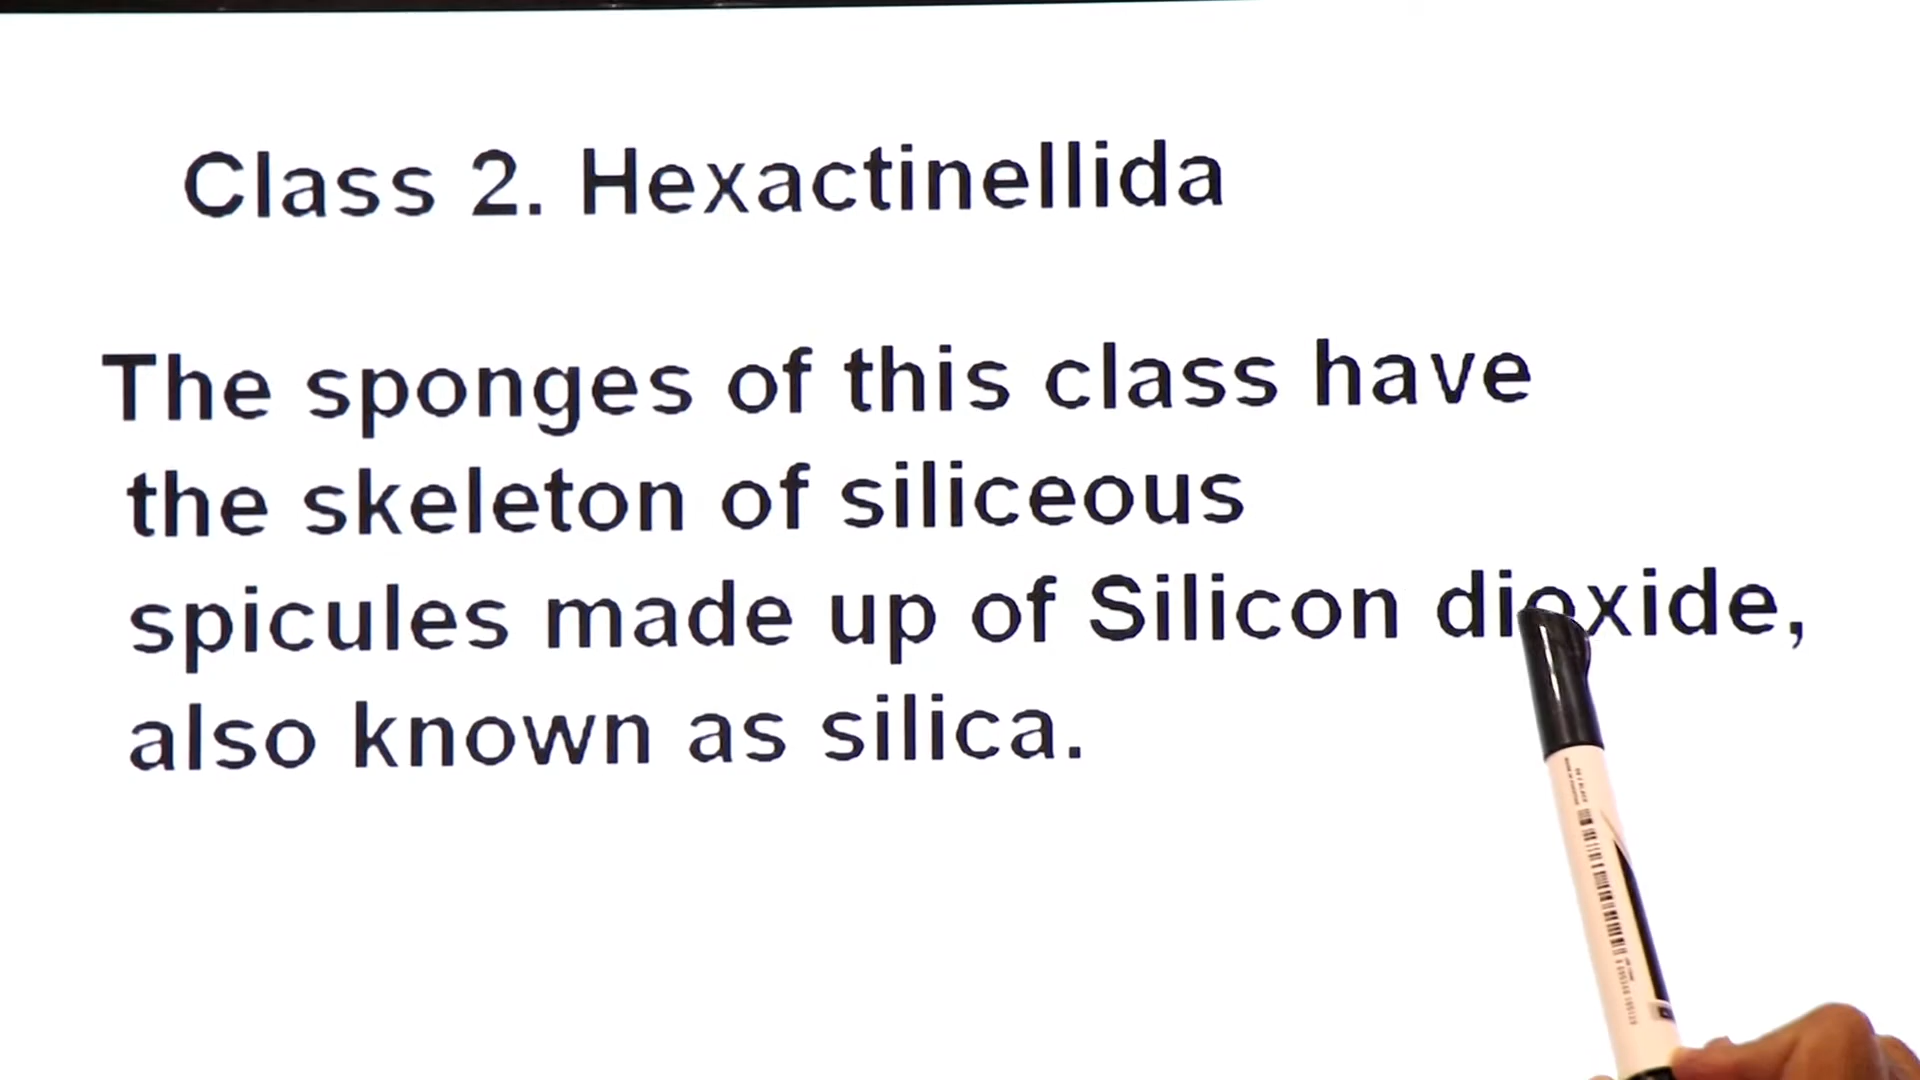 Class 2. Hexactinellida
The sponges of this class have
the skeleton of siliceous
spicules made up of Silicon dioxide,
also known as silica.